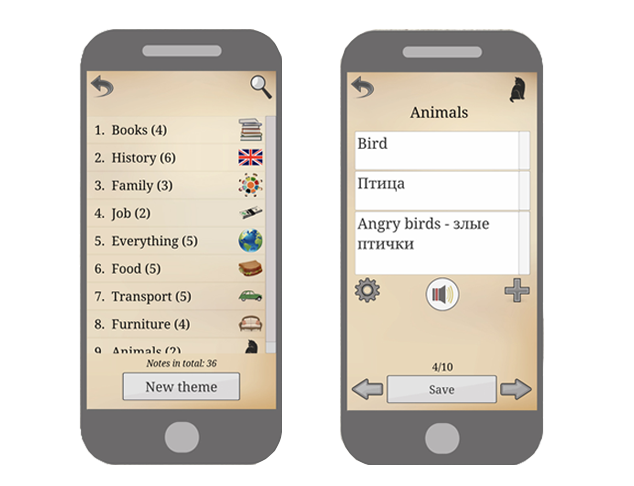 1. Books (4)
2. History (6)
3. Family (3)
4. Job (2)
5. Everything (5)
6. Food (5)
7. Transport (5)
8. Furniture (4)
9. Animals (2)
Notes in total: 36
New theme
Animals
Bird
Птица
Angry birds - злые
птички
4/10
Save